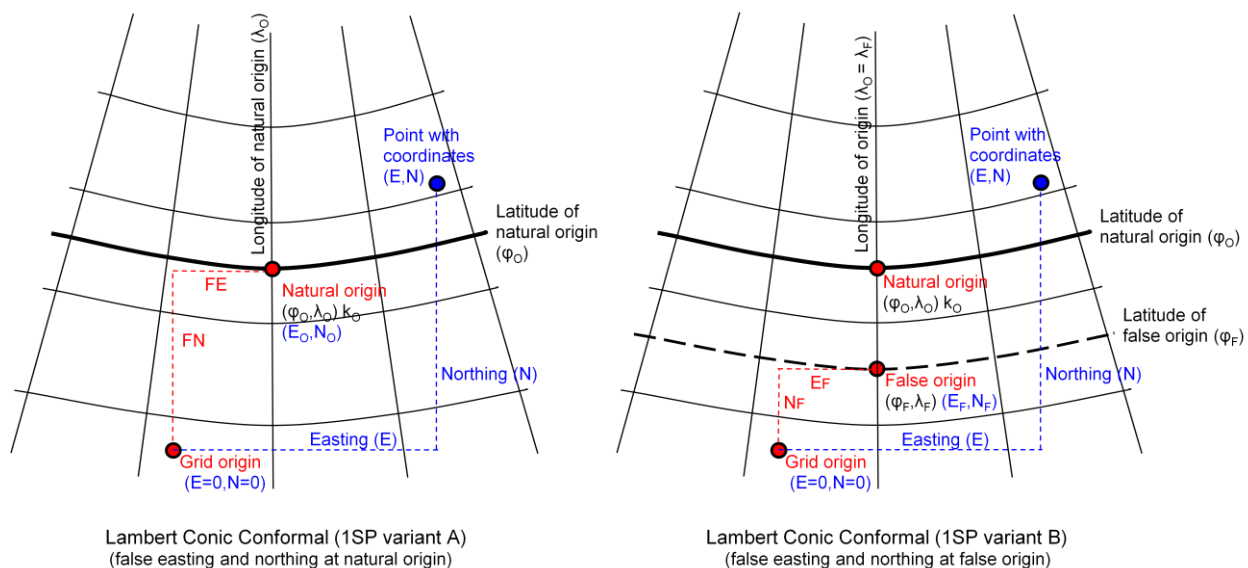 Longitude of natural origin (λO)
Point with
coordinates
(E,N)
Latitude of
natural origin
(φO)
FE
Natural origin
(φO,λO) kO
(EO,NO)
FN
Northing (N)
Easting (E)
Grid origin
(E=0,N=0)
Lambert Conic Conformal (1SP variant A)
(false easting and northing at natural origin)
Longitude of origin (λO = λF)
Point with
coordinates
(E,N)
Latitude of
natural origin (φO)
Natural origin
(φO,λO) kO
Latitude of
false origin (φF)
EF
NF
False origin
(φF,λF) (EF,NF)
Northing (N)
Easting (E)
Grid origin
(E=0,N=0)
Lambert Conic Conformal (1SP variant B)
(false easting and northing at false origin)